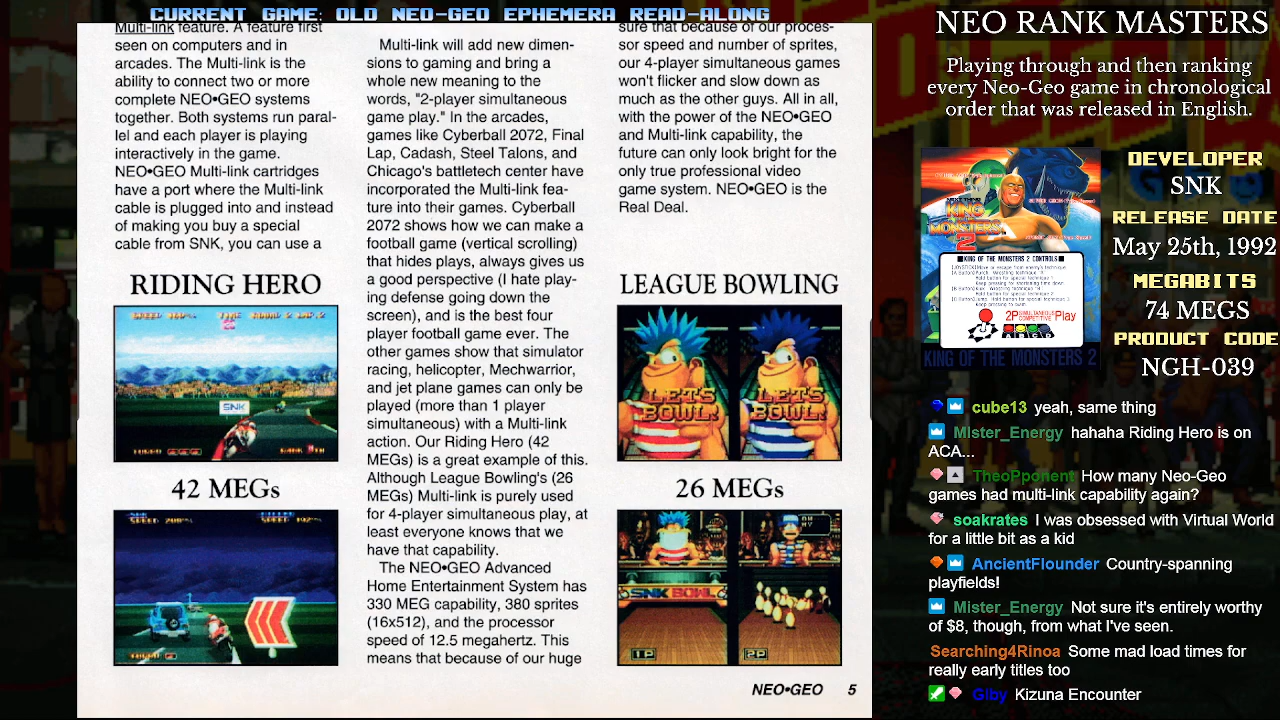 CURRENT GAME: OLD NEO-GEO EPHEMERA READ-ALONG
Multi-link feature. A feature first
seen on computers and in
arcades. The Multi-link is the
ability to connect two or more
complete NEO•GEO systems
together. Both systems run paral-
lel and each player is playing
interactively in the game.
NEO•GEO Multi-link cartridges
have a port where the Multi-link
cable is plugged into and instead
of making you buy a special
cable from SNK, you can use a
RIDING HERO
SNK
42 MEGs
Multi-link will add new dimen-
sions to gaming and bring a
whole new meaning to the
words, "2-player simultaneous
game play." In the arcades,
games like Cyberball 2072, Final
Lap, Cadash, Steel Talons, and
Chicago's battletech center have
incorporated the Multi-link fea-
ture into their games. Cyberball
2072 shows how we can make a
football game (vertical scrolling)
that hides plays, always gives us
a good perspective (I hate play-
ing defense going down the
screen), and is the best four
player football game ever. The
other games show that simulator
racing, helicopter, Mechwarrior,
and jet plane games can only be
played (more than 1 player
simultaneous) with a Multi-link
action. Our Riding Hero (42
MEGs) is a great example of this.
Although League Bowling's (26
MEGs) Multi-link is purely used
for 4-player simultaneous play, at
least everyone knows that we
have that capability.
The NEO•GEO Advanced
Home Entertainment System has
330 MEG capability, 380 sprites
(16x512), and the processor
speed of 12.5 megahertz. This
means that because of our huge
sure that because of our proces-
sor speed and number of sprites,
our 4-player simultaneous games
won't flicker and slow down as
much as the other guys. All in all,
with the power of the NEO•GEO
and Multi-link capability, the
future can only look bright for the
only true professional video
game system. NEO•GEO is the
Real Deal.
LEAGUE BOWLING
LET'S BOWL!
LET'S BOWL!
26 MEGs
SNK BOWL
1P
2P
NEO•GEO 5
NEO RANK MASTERS
Playing through and then ranking
every Neo-Geo game in chronological
order that was released in English.
KING OF THE MONSTERS 2
KING OF THE MONSTERS 2 CONTROLS
2P SIMULTANEOUS COMPETITIVE Play
A B C D
KING OF THE MONSTERS 2
DEVELOPER
SNK
RELEASE DATE
May 25th, 1992
MEGABITS
74 MEGS
PRODUCT CODE
NGH-039
cube13 yeah, same thing
Mister_Energy hahaha Riding Hero is on
ACA...
TheOpponent How many Neo-Geo
games had multi-link capability again?
soakrates I was obsessed with Virtual World
for a little bit as a kid
AncientFlounder Country-spanning
playfields!
Mister_Energy Not sure it's entirely worthy
of $8, though, from what I've seen.
Searching4Rinoa Some mad load times for
really early titles too
Giby Kizuna Encounter